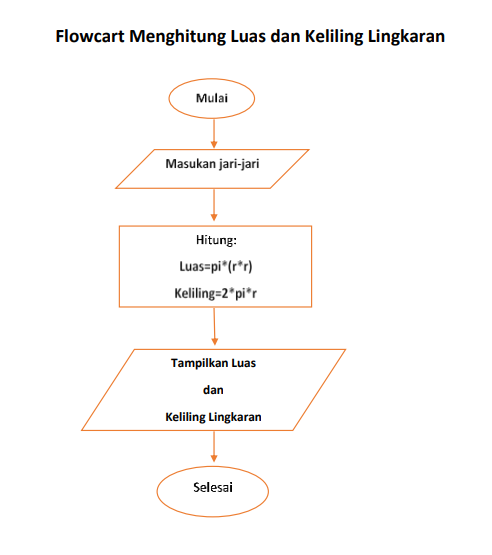 Flowcart Menghitung Luas dan Keliling Lingkaran
Mulai
Masukan jari-jari
Hitung:
Luas=pi*(r*r)
Keliling=2*pi*r
Tampilkan Luas
dan
Keliling Lingkaran
Selesai